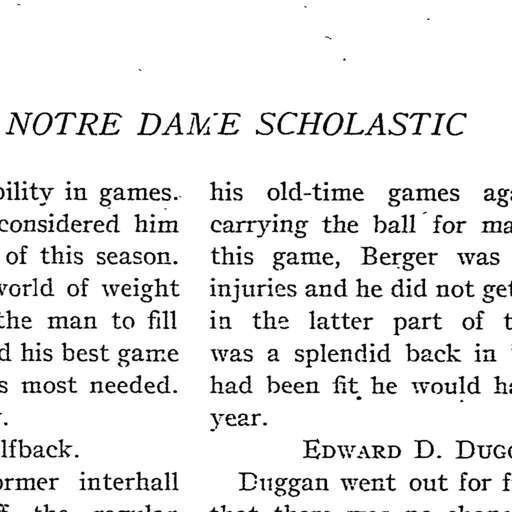 NOTRE DAME SCHOLASTIC
bility in games.
considered him
of this season.
world of weight
the man to fill
d his best game
s most needed.
lfback.
ormer interhall
the regular
his old-time games aga
carrying the ball for ma
this game, Berger was
injuries and he did not get
in the latter part of t
was a splendid back in
had been fit he would ha
year.
EDWARD D. DUGG
Duggan went out for f
that there was no